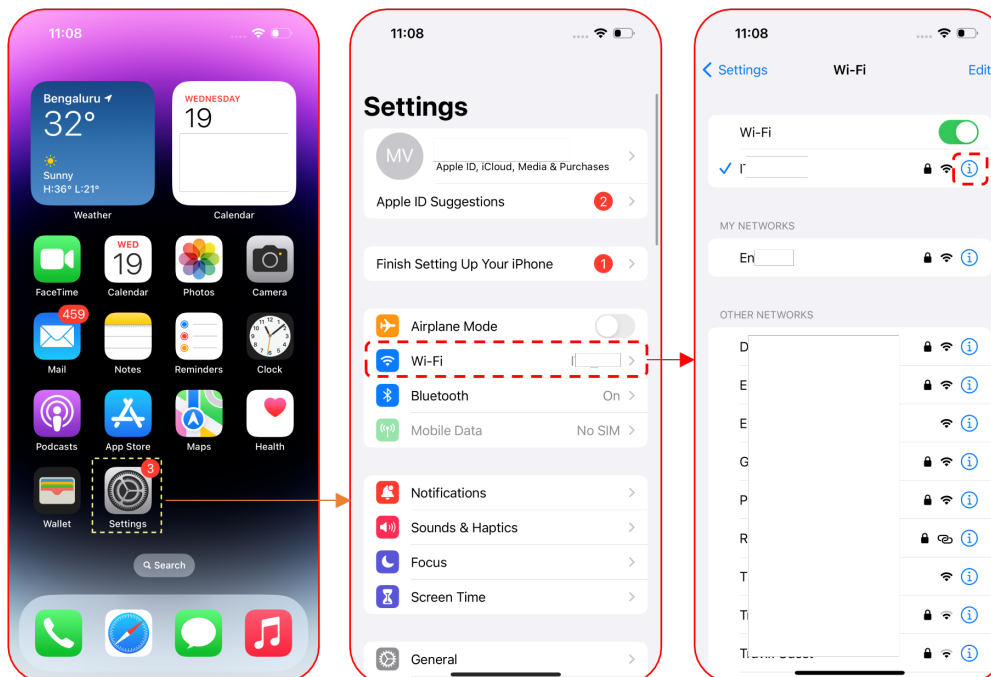 11:08
Bengaluru
32°
Sunny
H:36° L:21°
Weather
WEDNESDAY
19
Calendar
WED
19
FaceTime
Calendar
Photos
Camera
459
12
Mail
Notes
Reminders
Clock
Podcasts
App Store
Maps
Health
3
Wallet
Settings
Search
11:08
Settings
MV
Apple ID, iCloud, Media & Purchases
Apple ID Suggestions
2
Finish Setting Up Your iPhone
1
Airplane Mode
Wi-Fi
Bluetooth
On
Mobile Data
No SIM
Notifications
Sounds & Haptics
Focus
Screen Time
General
11:08
Settings
Wi-Fi
Edit
Wi-Fi
MY NETWORKS
En
OTHER NETWORKS
D
E
E
G
P
R
T